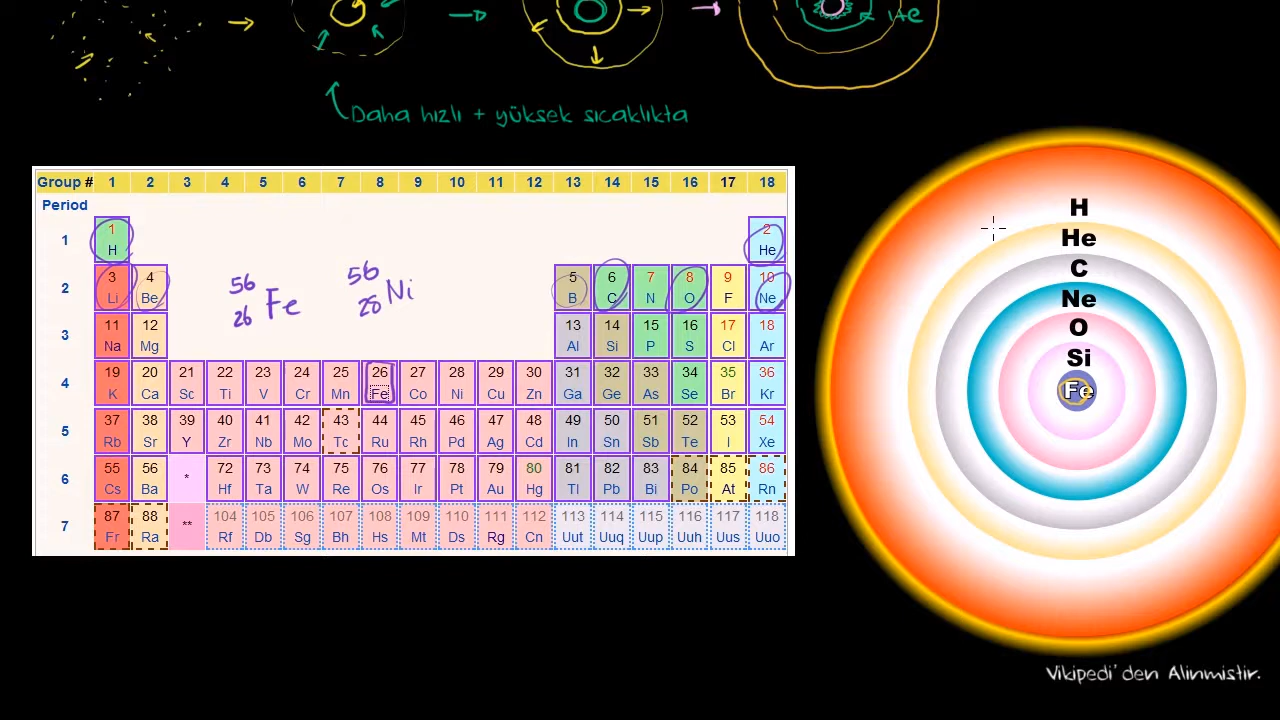 He
Daha hızlı + yüksek sıcaklıkta
Group # 1 2 3 4 5 6 7 8 9 10 11 12 13 14 15 16 17 18
Period
1 1 2
H He
2 3 4 5 6 7 8 9 10
Li Be B C N O F Ne
56 Fe 26
56 Ni 28
3 11 12 13 14 15 16 17 18
Na Mg Al Si P S Cl Ar
4 19 20 21 22 23 24 25 26 27 28 29 30 31 32 33 34 35 36
K Ca Sc Ti V Cr Mn Fe Co Ni Cu Zn Ga Ge As Se Br Kr
5 37 38 39 40 41 42 43 44 45 46 47 48 49 50 51 52 53 54
Rb Sr Y Zr Nb Mo Tc Ru Rh Pd Ag Cd In Sn Sb Te I Xe
6 55 56 * 72 73 74 75 76 77 78 79 80 81 82 83 84 85 86
Cs Ba Hf Ta W Re Os Ir Pt Au Hg Tl Pb Bi Po At Rn
7 87 88 ** 104 105 106 107 108 109 110 111 112 113 114 115 116 117 118
Fr Ra Rf Db Sg Bh Hs Mt Ds Rg Cn Uut Uuq Uup Uuh Uus Uuo
H
He
C
Ne
O
Si
Fe
Vikipedi'den Alinmistir.